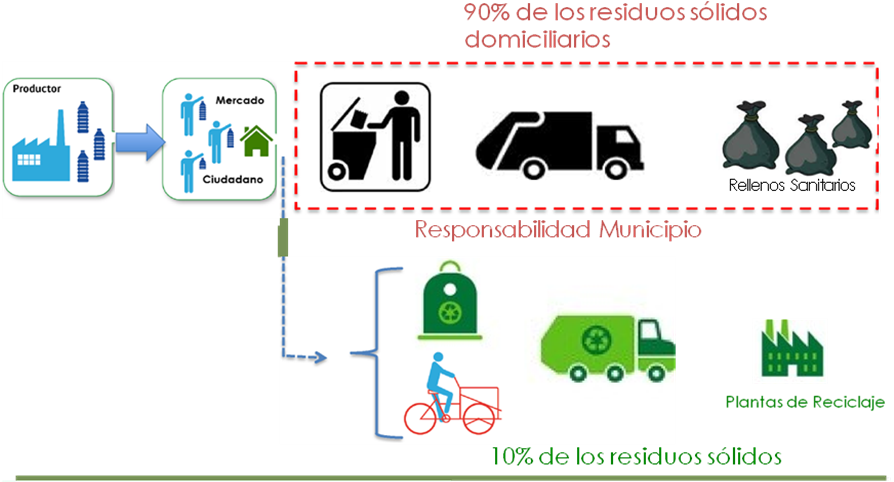 90% de los residuos sólidos
domiciliarios
Productor
Mercado
Ciudadano
Rellenos Sanitarios
Responsabilidad Municipio
Plantas de Reciclaje
10% de los residuos sólidos